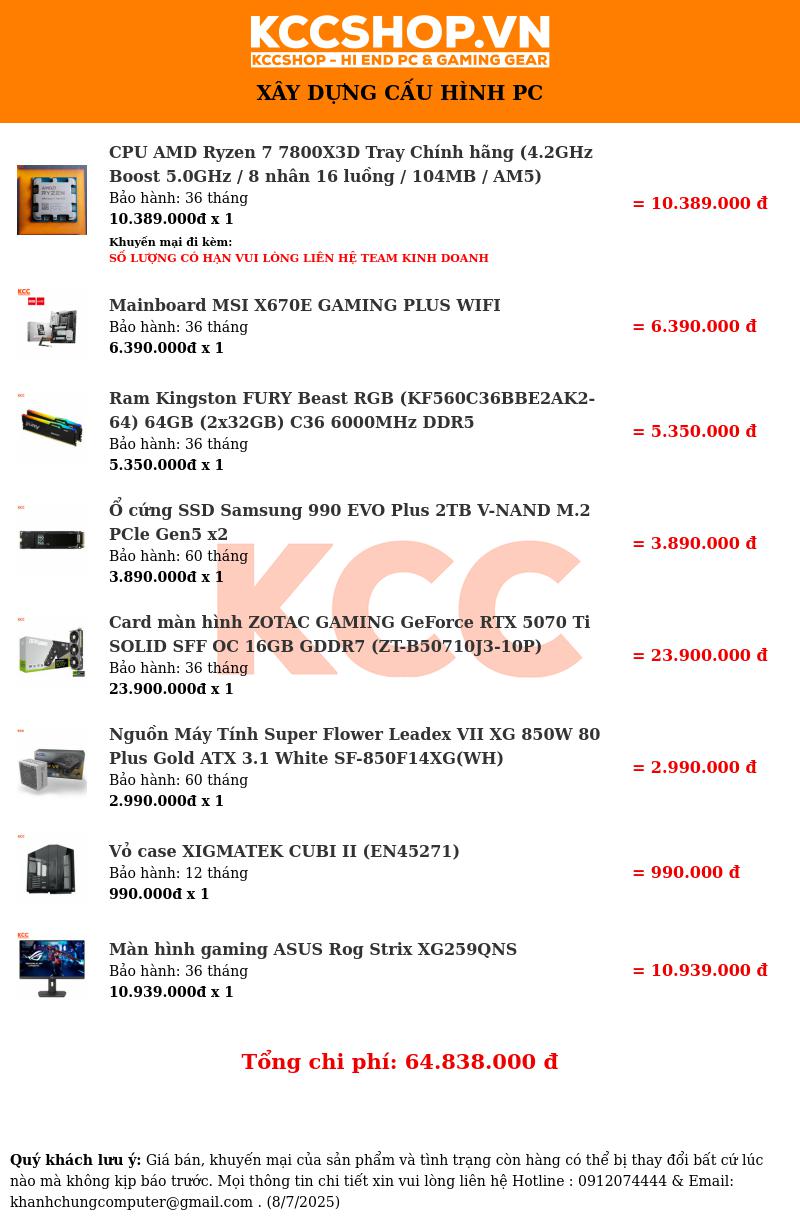 KCCSHOP.VN
KCCSHOP - HI END PC & GAMING GEAR
XÂY DỰNG CẤU HÌNH PC
CPU AMD Ryzen 7 7800X3D Tray Chính hãng (4.2GHz
Boost 5.0GHz / 8 nhân 16 luồng / 104MB / AM5)
Bảo hành: 36 tháng
10.389.000đ x 1
= 10.389.000 đ
Khuyến mại đi kèm:
SỐ LƯỢNG CÓ HẠN VUI LÒNG LIÊN HỆ TEAM KINH DOANH
KCC
Mainboard MSI X670E GAMING PLUS WIFI
Bảo hành: 36 tháng
6.390.000đ x 1
= 6.390.000 đ
Ram Kingston FURY Beast RGB (KF560C36BBE2AK2-
64) 64GB (2x32GB) C36 6000MHz DDR5
Bảo hành: 36 tháng
5.350.000đ x 1
= 5.350.000 đ
Ổ cứng SSD Samsung 990 EVO Plus 2TB V-NAND M.2
PCle Gen5 x2
Bảo hành: 60 tháng
3.890.000đ x 1
= 3.890.000 đ
KCC
Card màn hình ZOTAC GAMING GeForce RTX 5070 Ti
SOLID SFF OC 16GB GDDR7 (ZT-B50710J3-10P)
Bảo hành: 36 tháng
23.900.000đ x 1
= 23.900.000 đ
Nguồn Máy Tính Super Flower Leadex VII XG 850W 80
Plus Gold ATX 3.1 White SF-850F14XG(WH)
Bảo hành: 60 tháng
2.990.000đ x 1
= 2.990.000 đ
Vỏ case XIGMATEK CUBI II (EN45271)
Bảo hành: 12 tháng
990.000đ x 1
= 990.000 đ
KCC
Màn hình gaming ASUS Rog Strix XG259QNS
Bảo hành: 36 tháng
10.939.000đ x 1
= 10.939.000 đ
Tổng chi phí: 64.838.000 đ
Quý khách lưu ý: Giá bán, khuyến mại của sản phẩm và tình trạng còn hàng có thể bị thay đổi bất cứ lúc
nào mà không kịp báo trước. Mọi thông tin chi tiết xin vui lòng liên hệ Hotline : 0912074444 & Email:
khanhchungcomputer@gmail.com . (8/7/2025)